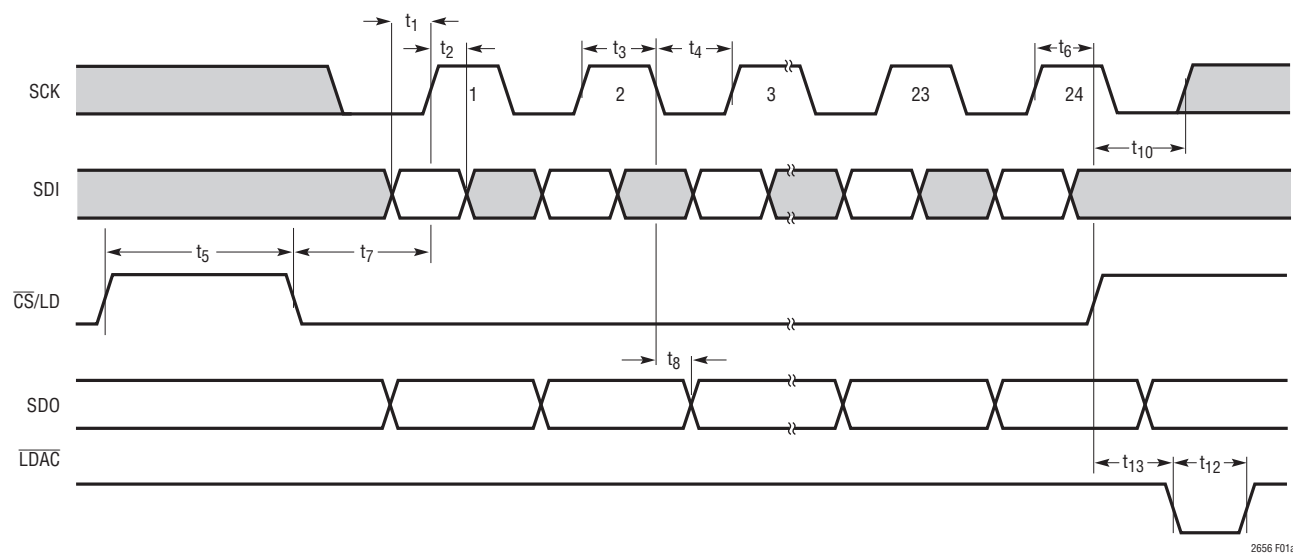 t1
t2
t3
t4
t6
SCK
1
2
3
23
24
t10
SDI
t5
t7
CS/LD
t8
SDO
LDAC
t13
t12
2656 F01a